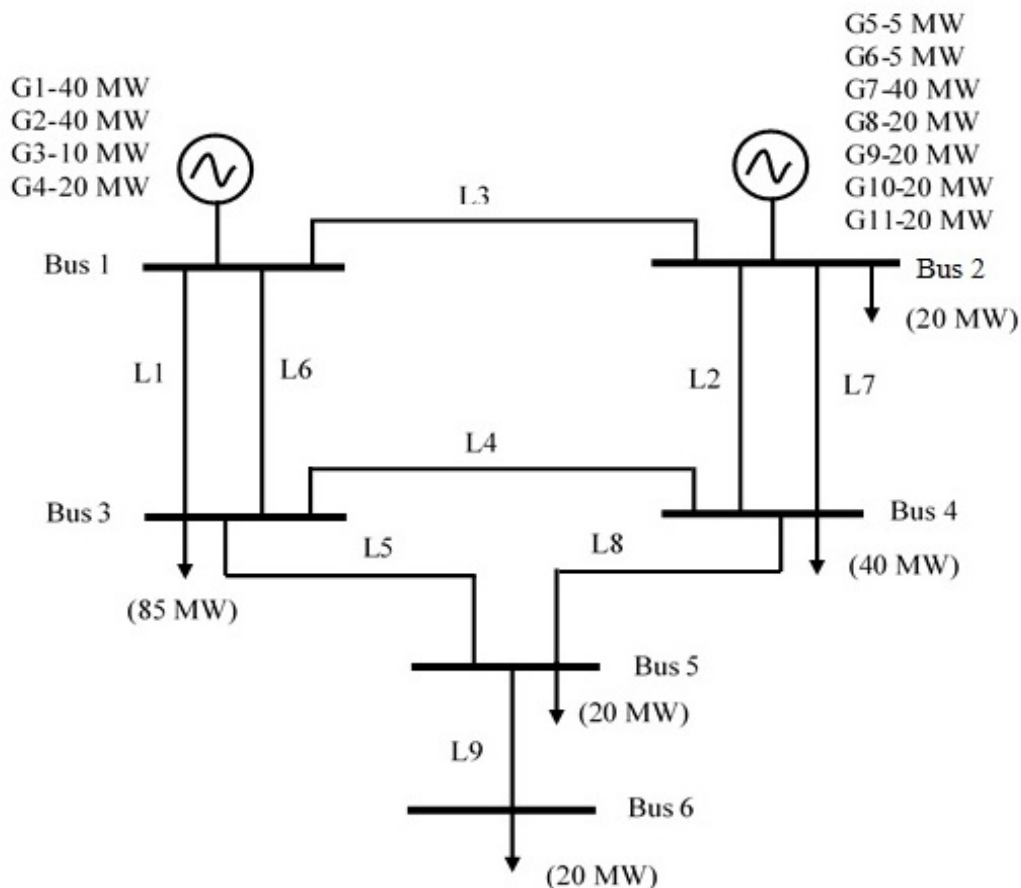 G1-40 MW
G2-40 MW
G3-10 MW
G4-20 MW
G5-5 MW
G6-5 MW
G7-40 MW
G8-20 MW
G9-20 MW
G10-20 MW
G11-20 MW
L3
Bus 1
Bus 2
(20 MW)
L1
L6
L2
L7
L4
Bus 3
Bus 4
L5
L8
(85 MW)
(40 MW)
Bus 5
(20 MW)
L9
Bus 6
(20 MW)